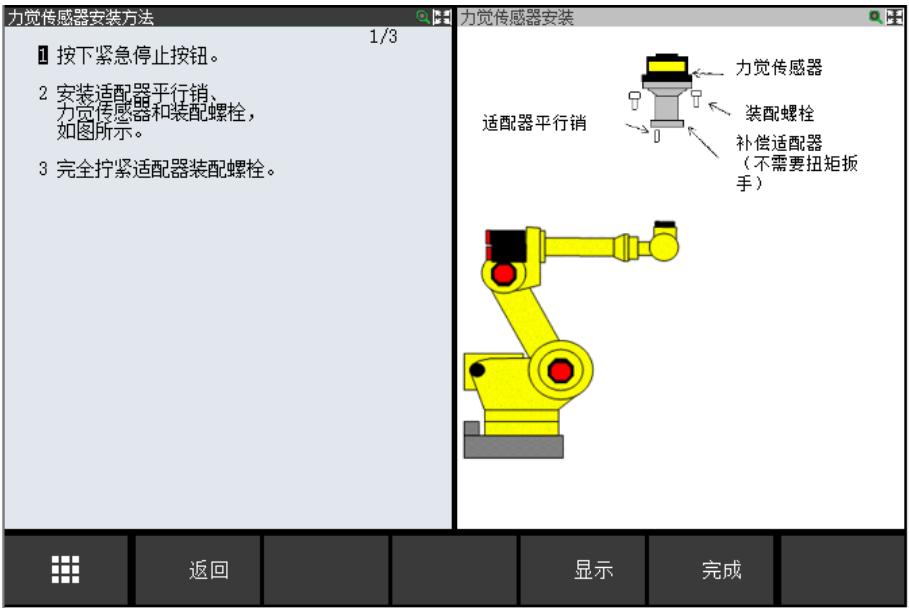 力觉传感器安装方法
1/3
1 按下紧急停止按钮。
2 安装适配器平行销、
力觉传感器和装配螺栓，
如图所示。
3 完全拧紧适配器装配螺栓。
力觉传感器安装
力觉传感器
装配螺栓
适配器平行销
补偿适配器
（不需要扭矩扳
手）
返回
显示
完成